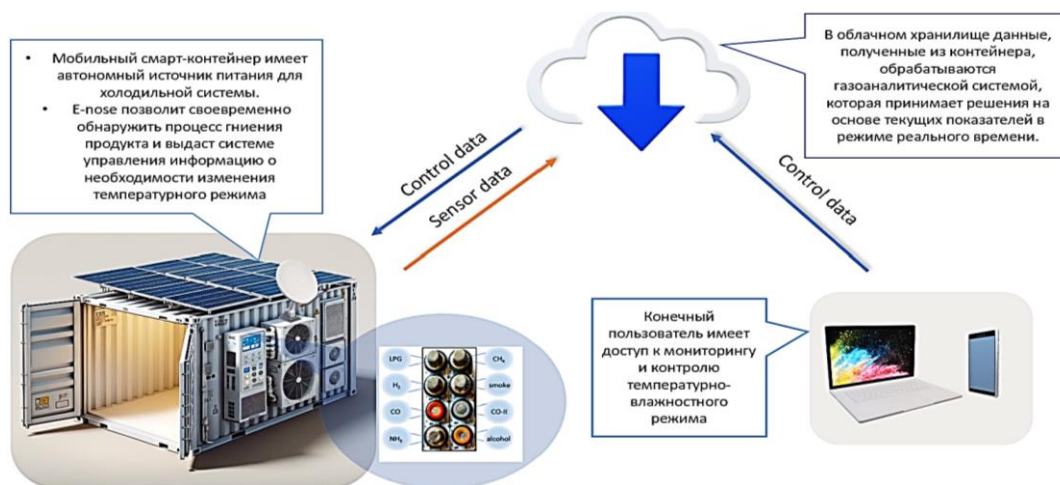 • Мобильный смарт-контейнер имеет
автономный источник питания для
холодильной системы.
• E-nose позволит своевременно
обнаружить процесс гниения
продукта и выдаст системе
управления информацию о
необходимости изменения
температурного режима
В облачном хранилище данные,
полученные из контейнера,
обрабатываются
газоаналитической системой,
которая принимает решения на
основе текущих показателей в
режиме реального времени.
Control data
Sensor data
Control data
Конечный
пользователь имеет
доступ к мониторингу
и контролю
температурно-
влажностного
режима
LPG
CH₄
H₂
smoke
CO
CO-II
NH₃
alcohol